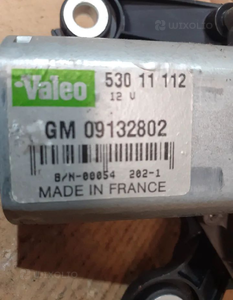 Valeo 530 11 112
12 V
GM 09132802
B/N-00054 202-1
MADE IN FRANCE